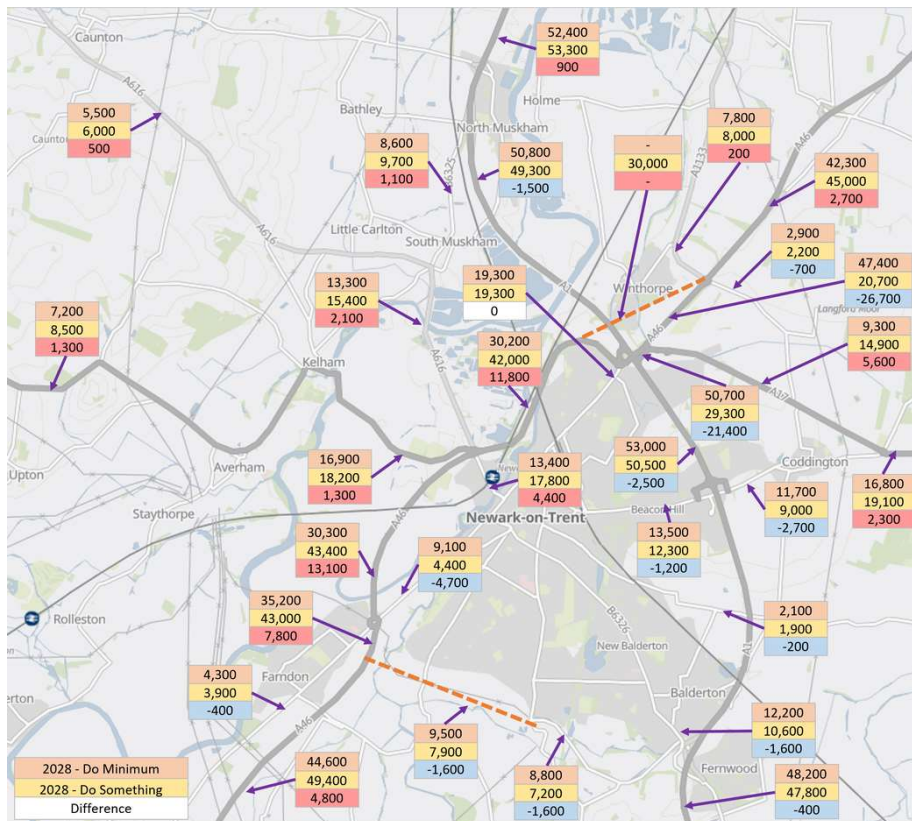 Caunton
A616
Caunton
5,500
6,000
500
52,400
53,300
900
Holme
Bathley
North Muskham
8,600
9,700
1,100
B6325
50,800
49,300
-1,500
-
30,000
-
7,800
8,000
200
A1133
A46
42,300
45,000
2,700
Little Carlton
A616
South Muskham
2,900
2,200
-700
47,400
20,700
-26,700
13,300
15,400
2,100
19,300
19,300
0
A1
Winthorpe
A46
Langford Moor
7,200
8,500
1,300
Kelham
A616
30,200
42,000
11,800
9,300
14,900
5,600
A17
50,700
29,300
-21,400
Upton
Averham
16,900
18,200
1,300
13,400
17,800
4,400
53,000
50,500
-2,500
Coddington
11,700
9,000
-2,700
16,800
19,100
2,300
Staythorpe
A46
Newark-on-Trent
Beacon Hill
13,500
12,300
-1,200
30,300
43,400
13,100
9,100
4,400
-4,700
Rolleston
35,200
43,000
7,800
B6326
New Balderton
2,100
1,900
-200
A1
Farndon
4,300
3,900
-400
Balderton
A46
9,500
7,900
-1,600
12,200
10,600
-1,600
44,600
49,400
4,800
8,800
7,200
-1,600
Fernwood
48,200
47,800
-400
2028 - Do Minimum
2028 - Do Something
Difference